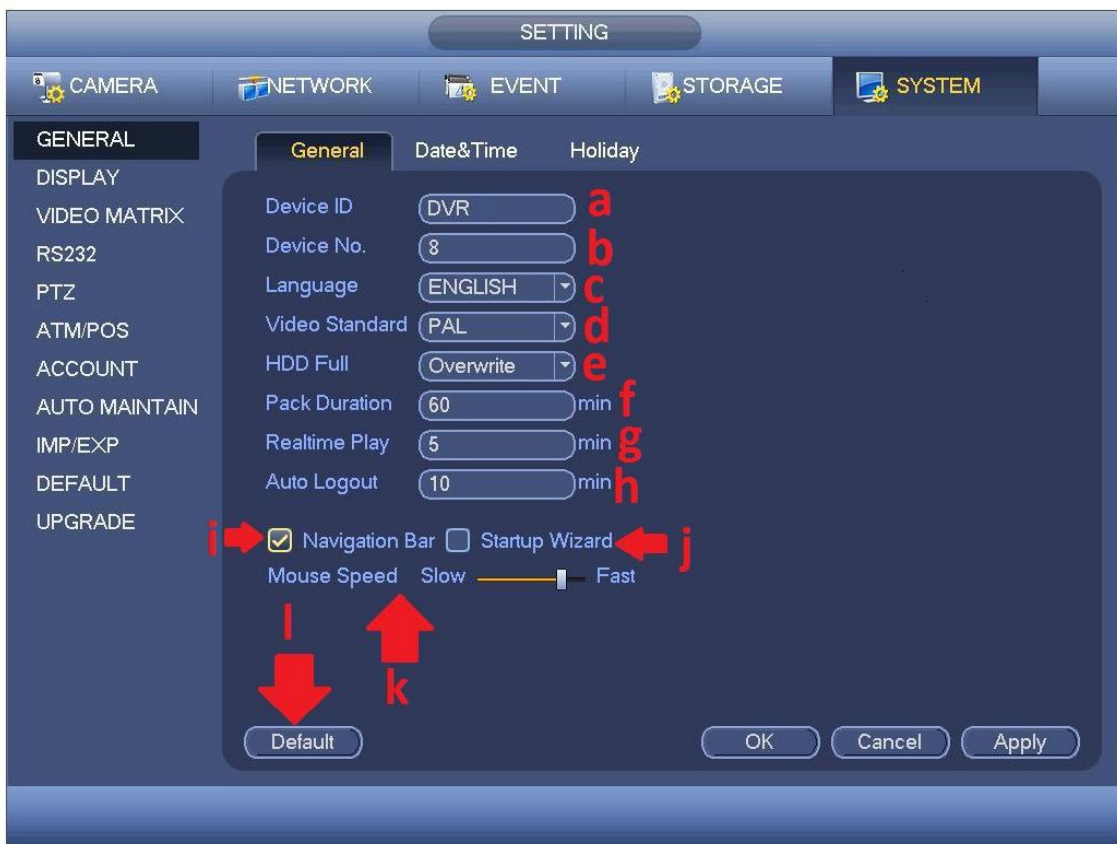 SETTING
CAMERA NETWORK EVENT STORAGE SYSTEM
GENERAL
DISPLAY
VIDEO MATRIX
RS232
PTZ
ATM/POS
ACCOUNT
AUTO MAINTAIN
IMP/EXP
DEFAULT
UPGRADE
General Date&Time Holiday
Device ID DVR a
Device No. 8 b
Language ENGLISH c
Video Standard PAL d
HDD Full Overwrite e
Pack Duration 60 min f
Realtime Play 5 min g
Auto Logout 10 min h
i Navigation Bar Startup Wizard j
Mouse Speed Slow Fast
l
k
Default OK Cancel Apply